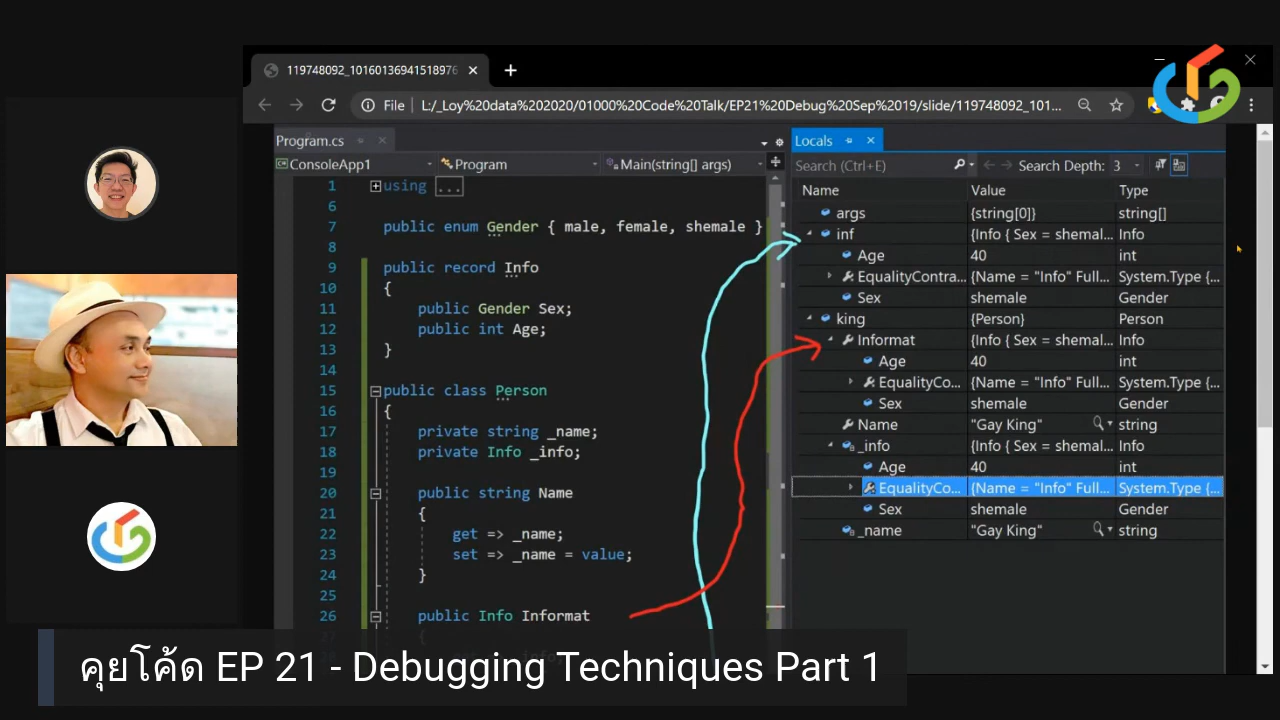 119748092_10160136941518976
File
L:/_Loy%20data%202020/01000%20Code%20Talk/EP21%20Debug%20Sep%2019/slide/119748092_101...
Program.cs
ConsoleApp1
Program
Main(string[] args)
1 using ...
6
7 public enum Gender { male, female, shemale }
8
9 public record Info
10 {
11 public Gender Sex;
12 public int Age;
13 }
14
15 public class Person
16 {
17 private string _name;
18 private Info _info;
19
20 public string Name
21 {
22 get => _name;
23 set => _name = value;
24 }
25
26 public Info Informat
Locals
Search (Ctrl+E) Search Depth: 3
Name Value Type
args {string[0]} string[]
inf {Info { Sex = shemal... Info
Age 40 int
EqualityContra... {Name = "Info" Full... System.Type {...
Sex shemale Gender
king {Person} Person
Informat {Info { Sex = shemal... Info
Age 40 int
EqualityCo... {Name = "Info" Full... System.Type {...
Sex shemale Gender
Name "Gay King" string
_info {Info { Sex = shemal... Info
Age 40 int
EqualityCo... {Name = "Info" Full... System.Type {...
Sex shemale Gender
_name "Gay King" string
คุยโค้ด EP 21 - Debugging Techniques Part 1